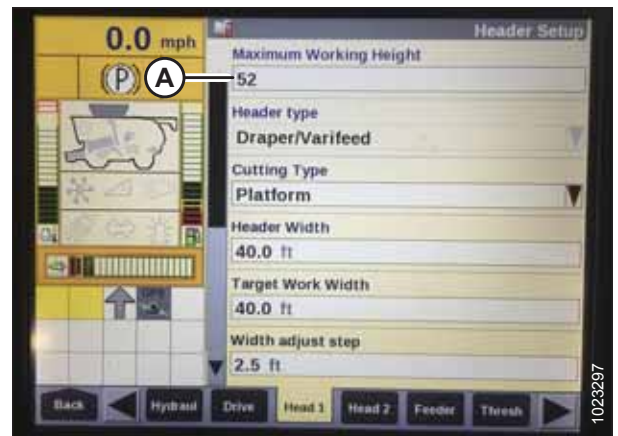 0.0 mph
Header Setup
(P)
A
Maximum Working Height
52
Header type
Draper/Varifeed
Cutting Type
Platform
Header Width
40.0 ft
Target Work Width
40.0 ft
Width adjust step
2.5 ft
Back
Hydraul
Drive
Head 1
Head 2
Feeder
Thresh
1023297